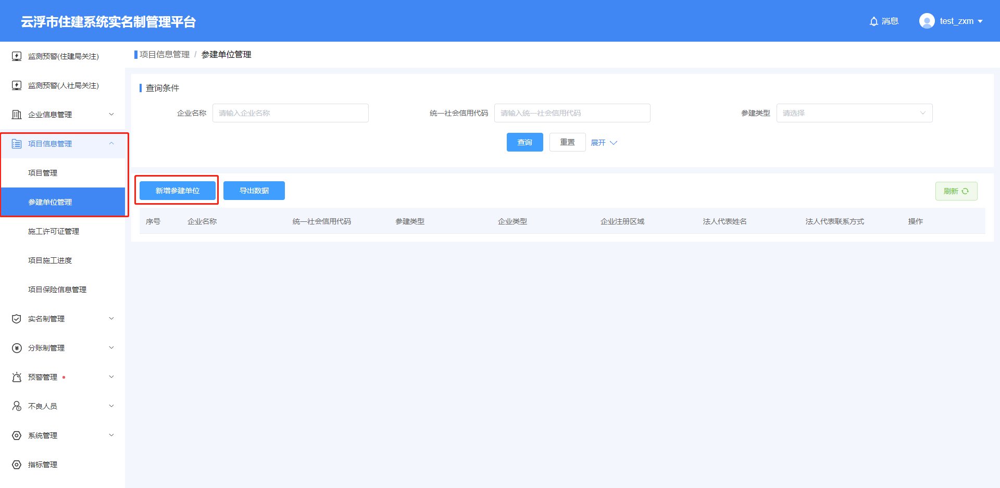 云浮市住建系统实名制管理平台
消息
test_zxm
监测预警(住建局关注)
监测预警(人社局关注)
企业信息管理
项目信息管理
项目管理
参建单位管理
施工许可证管理
项目施工进度
项目保险信息管理
实名制管理
分账制管理
预警管理
不良人员
系统管理
指标管理
项目信息管理 / 参建单位管理
查询条件
企业名称 请输入企业名称 统一社会信用代码 请输入统一社会信用代码 参建类型 请选择
查询 重置 展开
新增参建单位 导出数据 刷新
序号 企业名称 统一社会信用代码 参建类型 企业类型 企业注册区域 法人代表姓名 法人代表联系方式 操作